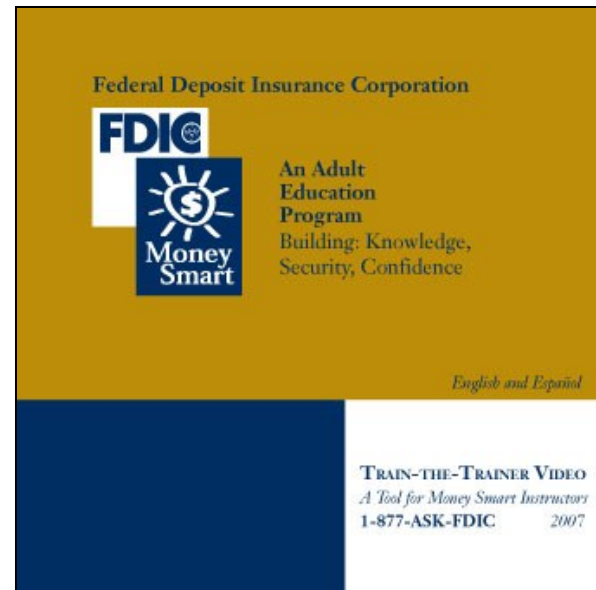 Federal Deposit Insurance Corporation
FDIC
$
Money
Smart
An Adult
Education
Program
Building: Knowledge,
Security, Confidence
English and Español
TRAIN-THE-TRAINER VIDEO
A Tool for Money Smart Instructors
1-877-ASK-FDIC 2007